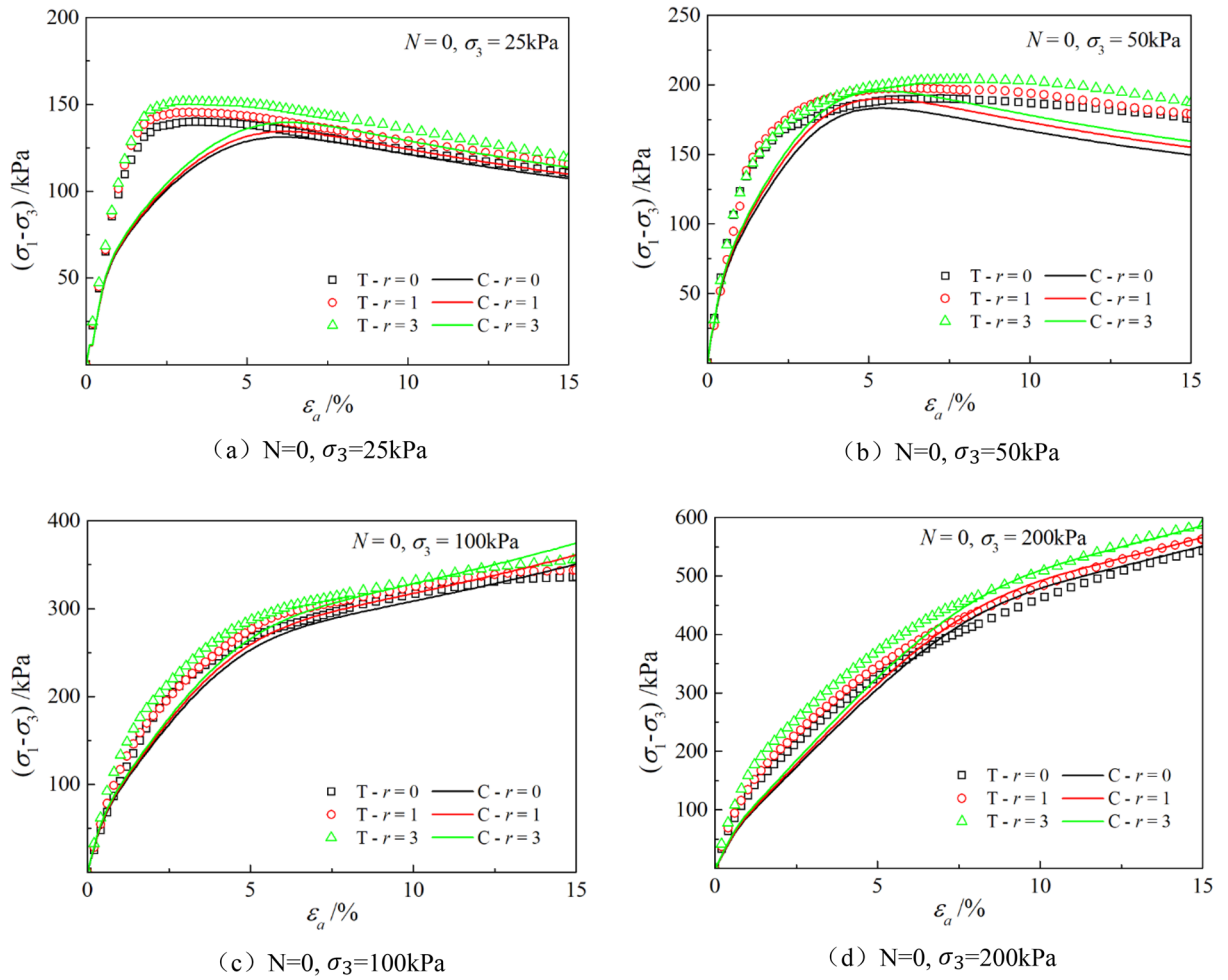 200
150
100
50
0
0
5
10
15
(σ₁-σ₃) /kPa
εₐ /%
N = 0, σ₃ = 25kPa
T - r = 0 C - r = 0
T - r = 1 C - r = 1
T - r = 3 C - r = 3
（a）N=0, σ₃=25kPa
250
200
150
100
50
0
0
5
10
15
(σ₁-σ₃) /kPa
εₐ /%
N = 0, σ₃ = 50kPa
T - r = 0 C - r = 0
T - r = 1 C - r = 1
T - r = 3 C - r = 3
（b）N=0, σ₃=50kPa
400
300
200
100
0
5
10
15
(σ₁-σ₃) /kPa
εₐ /%
N = 0, σ₃ = 100kPa
T - r = 0 C - r = 0
T - r = 1 C - r = 1
T - r = 3 C - r = 3
（c）N=0, σ₃=100kPa
600
500
400
300
200
100
0
5
10
15
(σ₁-σ₃) /kPa
εₐ /%
N = 0, σ₃ = 200kPa
T - r = 0 C - r = 0
T - r = 1 C - r = 1
T - r = 3 C - r = 3
（d）N=0, σ₃=200kPa